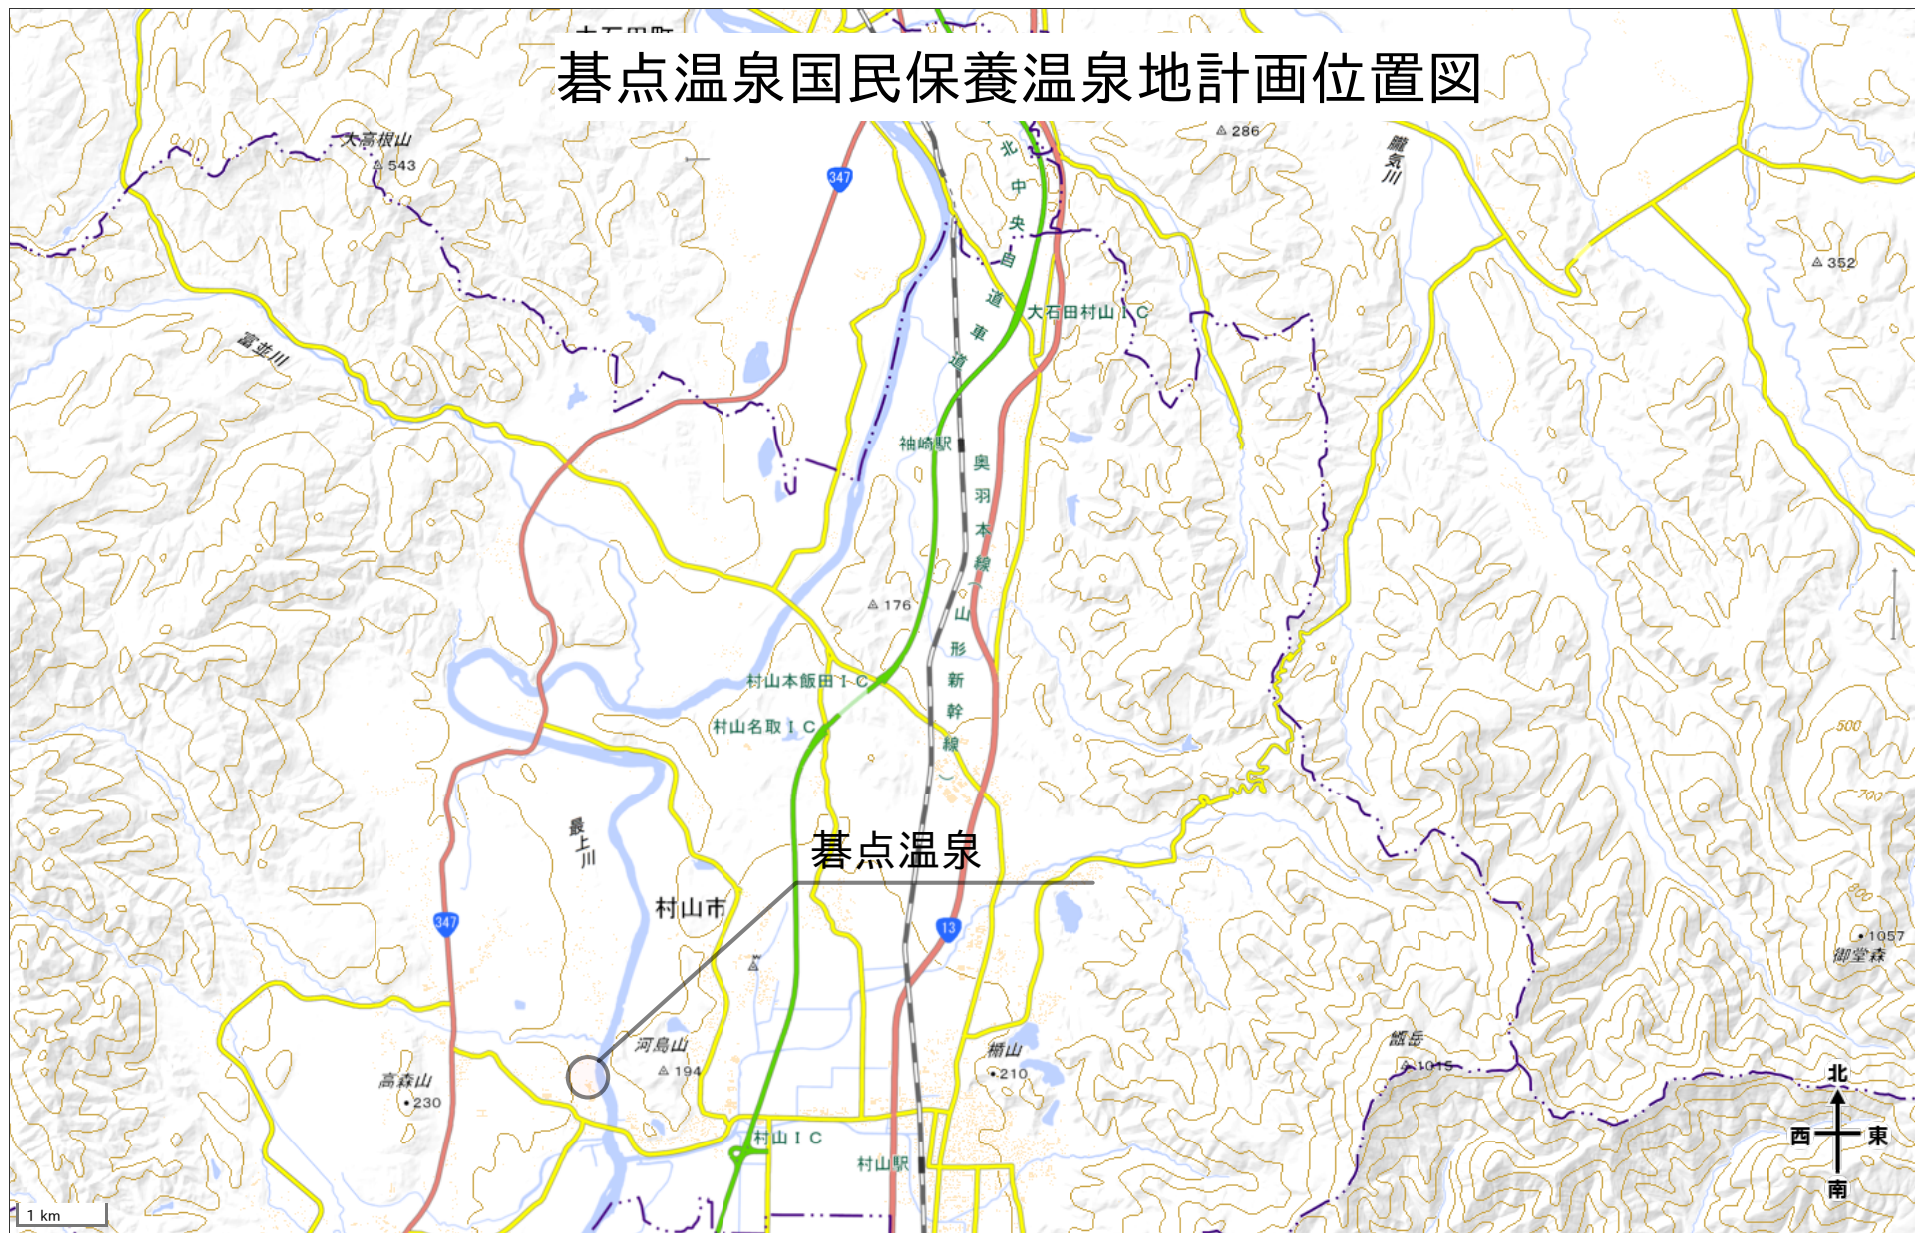 碁点温泉国民保養温泉地計画位置図
大高根山
543
286
朧気川
347
北中央自動車道
352
大石田村山ＩＣ
富並川
袖崎駅
奥羽本線(山形新幹線)
176
村山本飯田ＩＣ
村山名取ＩＣ
500
700
最上川
碁点温泉
村山市
800
347
13
1057
御堂森
河島山
194
楯山
210
甑岳
1015
高森山
230
北
西
東
南
村山ＩＣ
村山駅
1 km